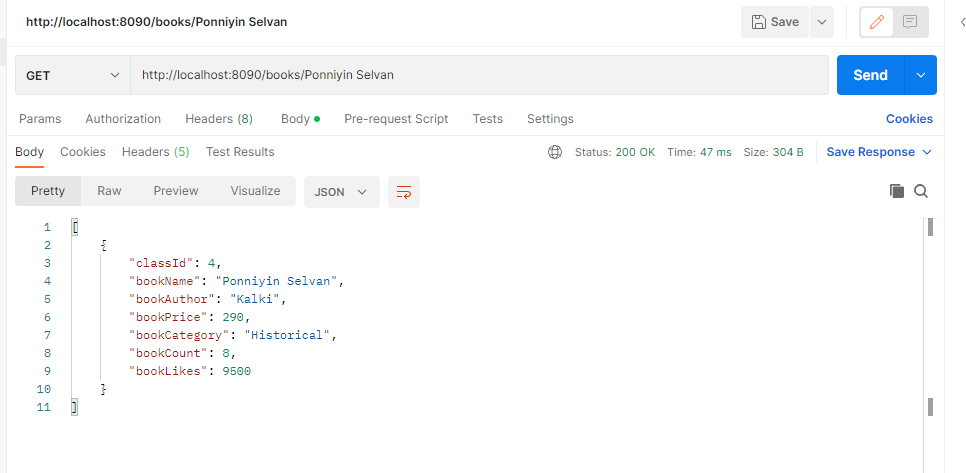 http://localhost:8090/books/Ponniyin Selvan
Save
GET http://localhost:8090/books/Ponniyin Selvan Send
Params Authorization Headers (8) Body Pre-request Script Tests Settings Cookies
Body Cookies Headers (5) Test Results Status: 200 OK Time: 47 ms Size: 304 B Save Response
Pretty Raw Preview Visualize JSON
1 [
2 {
3 "classId": 4,
4 "bookName": "Ponniyin Selvan",
5 "bookAuthor": "Kalki",
6 "bookPrice": 290,
7 "bookCategory": "Historical",
8 "bookCount": 8,
9 "bookLikes": 9500
10 }
11 ]